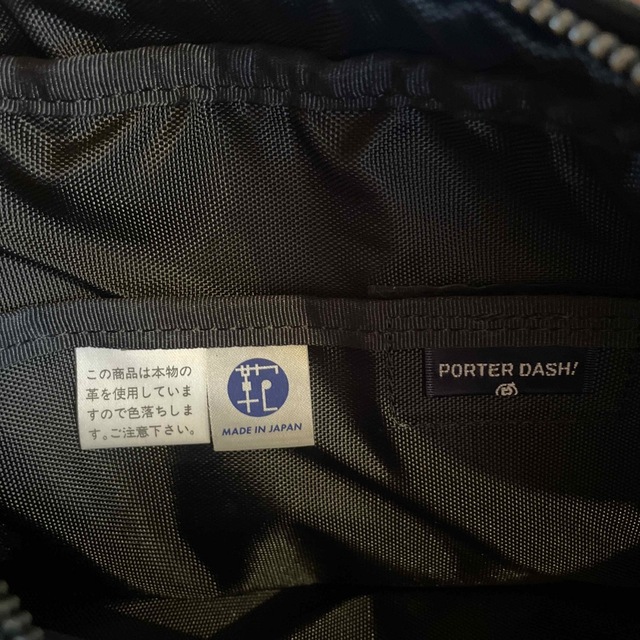 この商品は本物の
革を使用していま
すので色落ちしま
す。ご注意下さい。
MADE IN JAPAN
PORTER DASH!